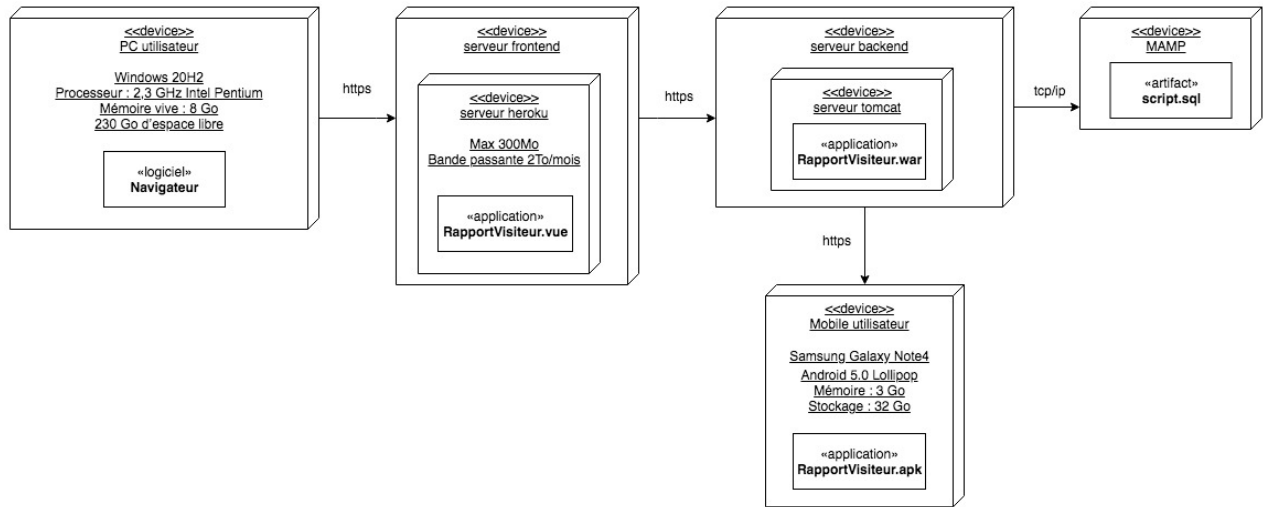 <<device>>
PC utilisateur
Windows 20H2
Processeur : 2,3 GHz Intel Pentium
Mémoire vive : 8 Go
230 Go d'espace libre
«logiciel»
Navigateur
https
<<device>>
serveur frontend
<<device>>
serveur heroku
Max 300Mo
Bande passante 2To/mois
«application»
RapportVisiteur.vue
https
<<device>>
serveur backend
<<device>>
serveur tomcat
«application»
RapportVisiteur.war
tcp/ip
<<device>>
MAMP
«artifact»
script.sql
https
<<device>>
Mobile utilisateur
Samsung Galaxy Note4
Android 5.0 Lollipop
Mémoire : 3 Go
Stockage : 32 Go
«application»
RapportVisiteur.apk